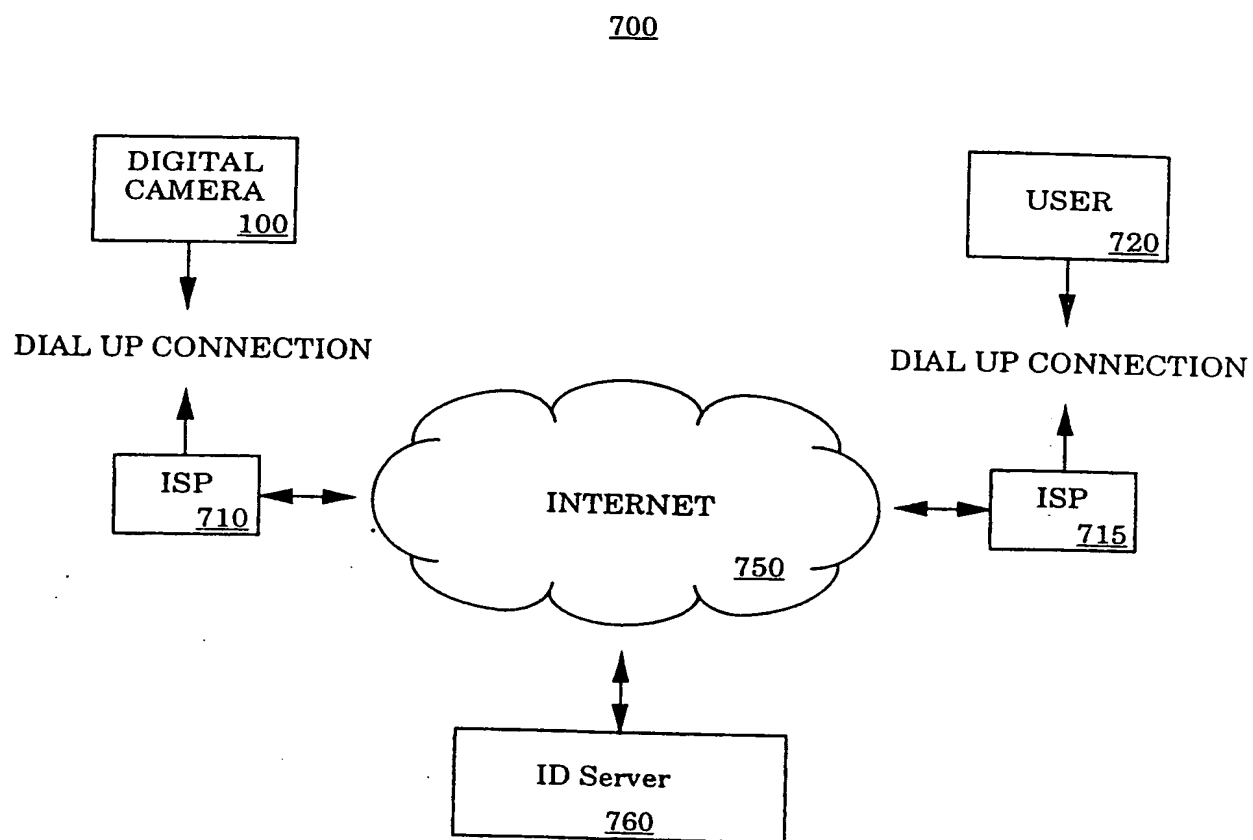 700
DIGITAL
CAMERA
100
USER
720
DIAL UP CONNECTION
DIAL UP CONNECTION
ISP
710
INTERNET
750
ISP
715
ID Server
760